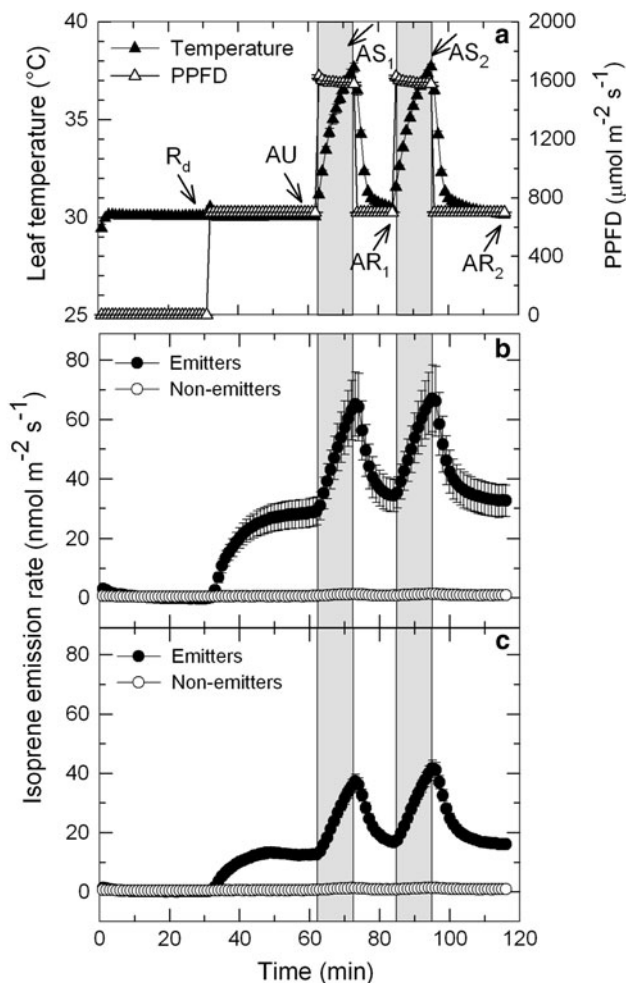 a
Temperature
PPFD
AS1
AS2
Rd
AU
AR1
AR2
40
35
30
25
Leaf temperature (°C)
2000
1600
1200
800
400
0
PPFD (μmol m-2 s-1)
b
Emitters
Non-emitters
80
60
40
20
0
c
Emitters
Non-emitters
80
60
40
20
0
Isoprene emission rate (nmol m-2 s-1)
0 20 40 60 80 100 120
Time (min)